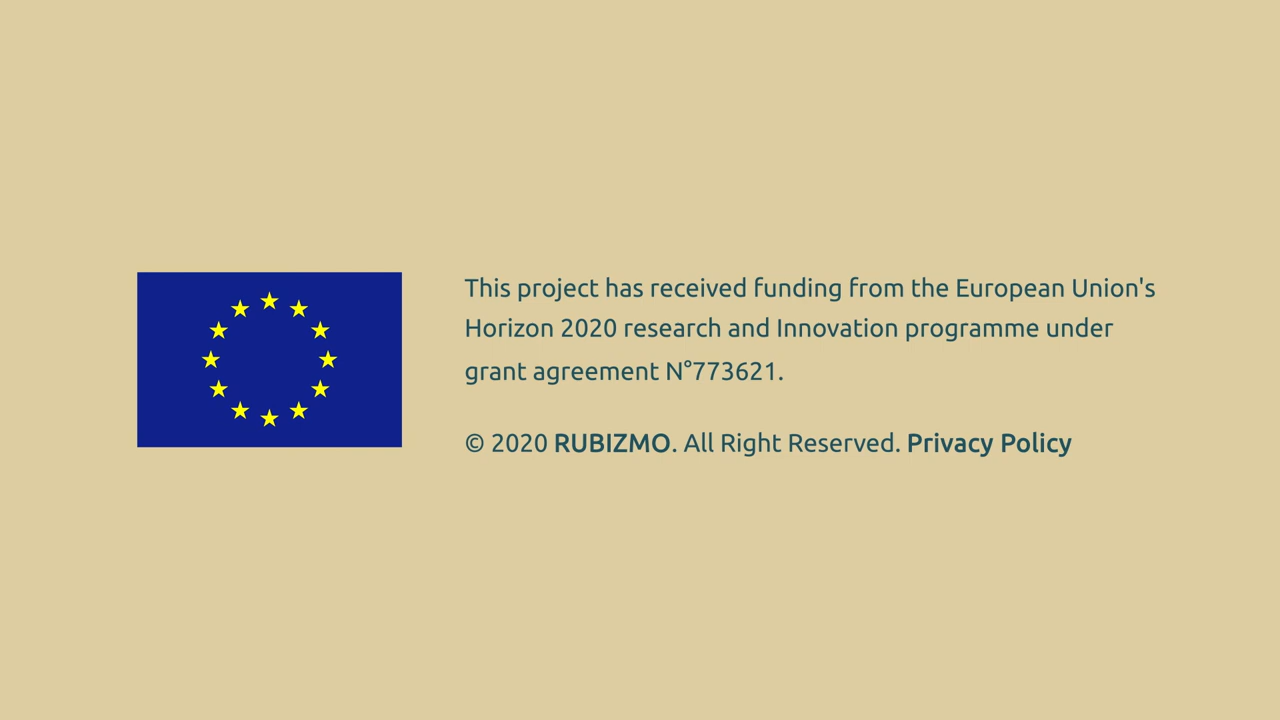 This project has received funding from the European Union's
Horizon 2020 research and Innovation programme under
grant agreement N°773621.
© 2020 RUBIZMO. All Right Reserved. Privacy Policy